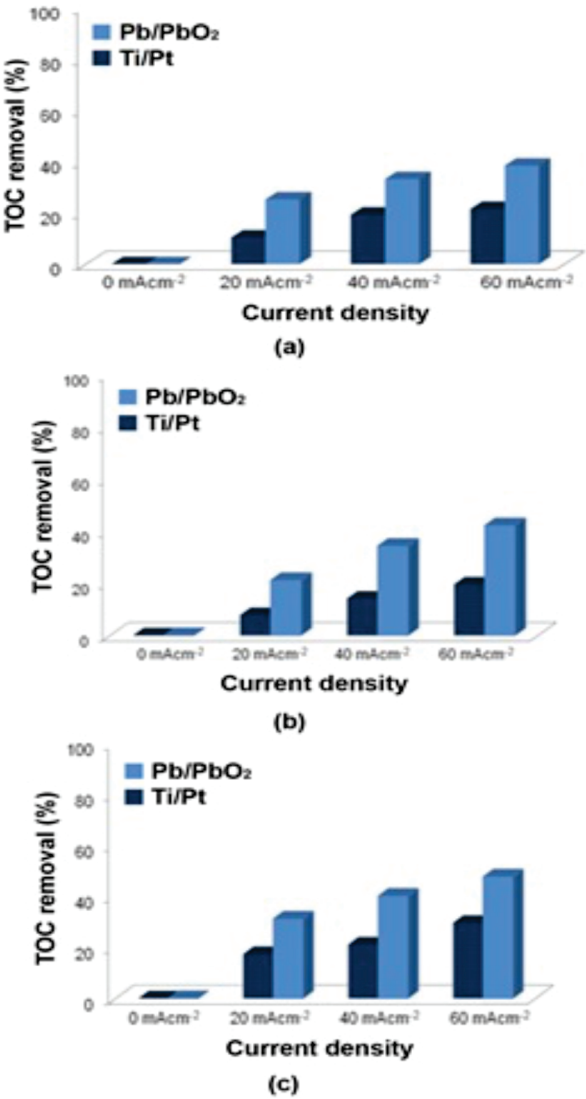 100
Pb/PbO₂
Ti/Pt
80
60
40
20
0
TOC removal (%)
0 mAcm⁻² 20 mAcm⁻² 40 mAcm⁻² 60 mAcm⁻²
Current density
(a)
100
Pb/PbO₂
Ti/Pt
80
60
40
20
0
TOC removal (%)
0 mAcm⁻² 20 mAcm⁻² 40 mAcm⁻² 60 mAcm⁻²
Current density
(b)
100
Pb/PbO₂
Ti/Pt
80
60
40
20
0
TOC removal (%)
0 mAcm⁻² 20 mAcm⁻² 40 mAcm⁻² 60 mAcm⁻²
Current density
(c)